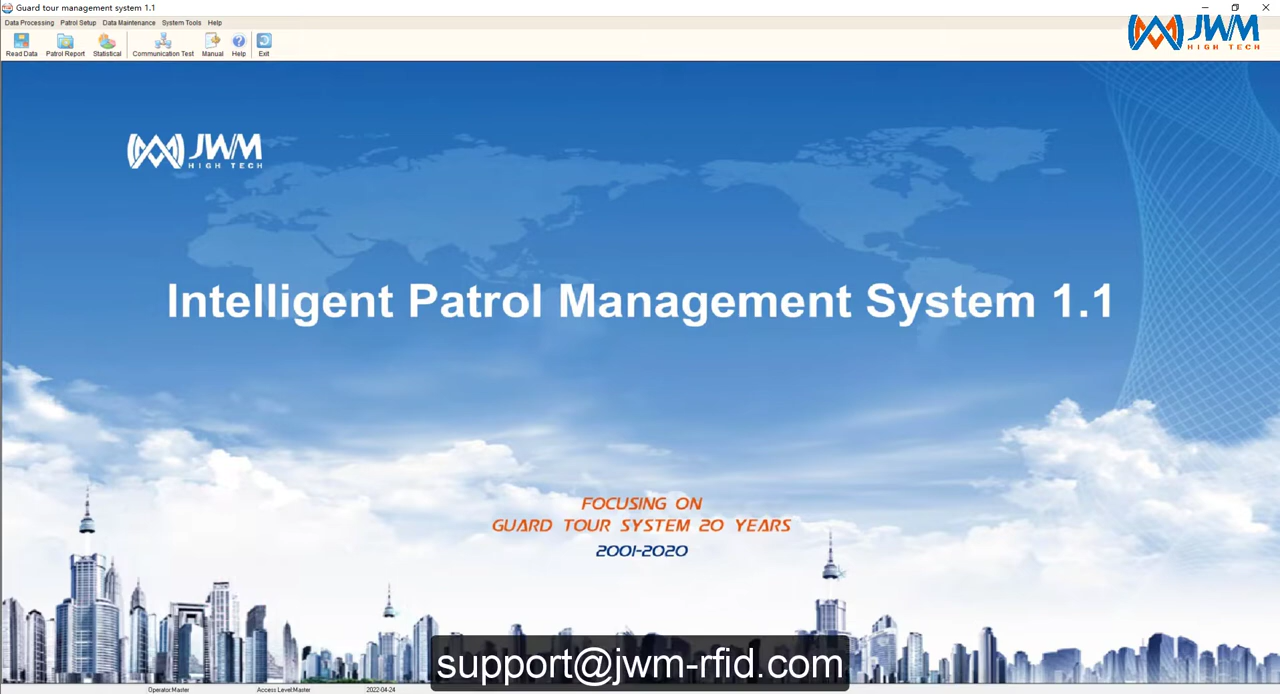 Guard tour management system 1.1
Data Processing Patrol Setup Data Maintenance System Tools Help
Read Data Patrol Report Statistical Communication Test Manual Help Exit
JWM
HIGH TECH
JWM
HIGH TECH
Intelligent Patrol Management System 1.1
FOCUSING ON
GUARD TOUR SYSTEM 20 YEARS
2001-2020
support@jwm-rfid.com
Operator:Master Access Level:Master 2022-04-24